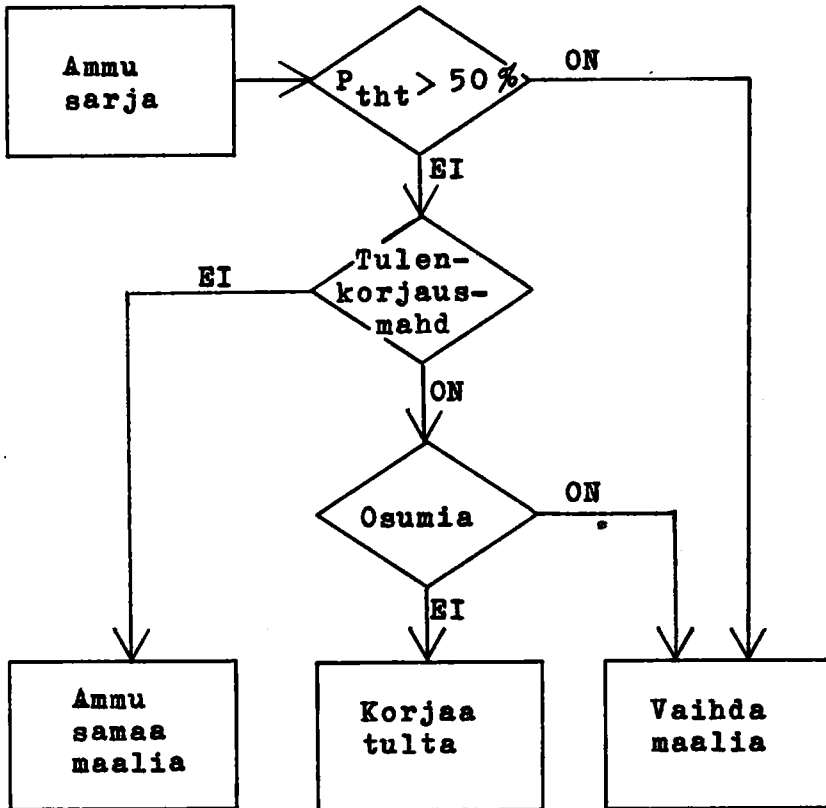 Ammu
sarja
Ptht > 50 %
ON
EI
Tulen-
korjaus-
mahd
EI
ON
Osumia
ON
EI
Ammu
samaa
maalia
Korjaa
tulta
Vaihda
maalia